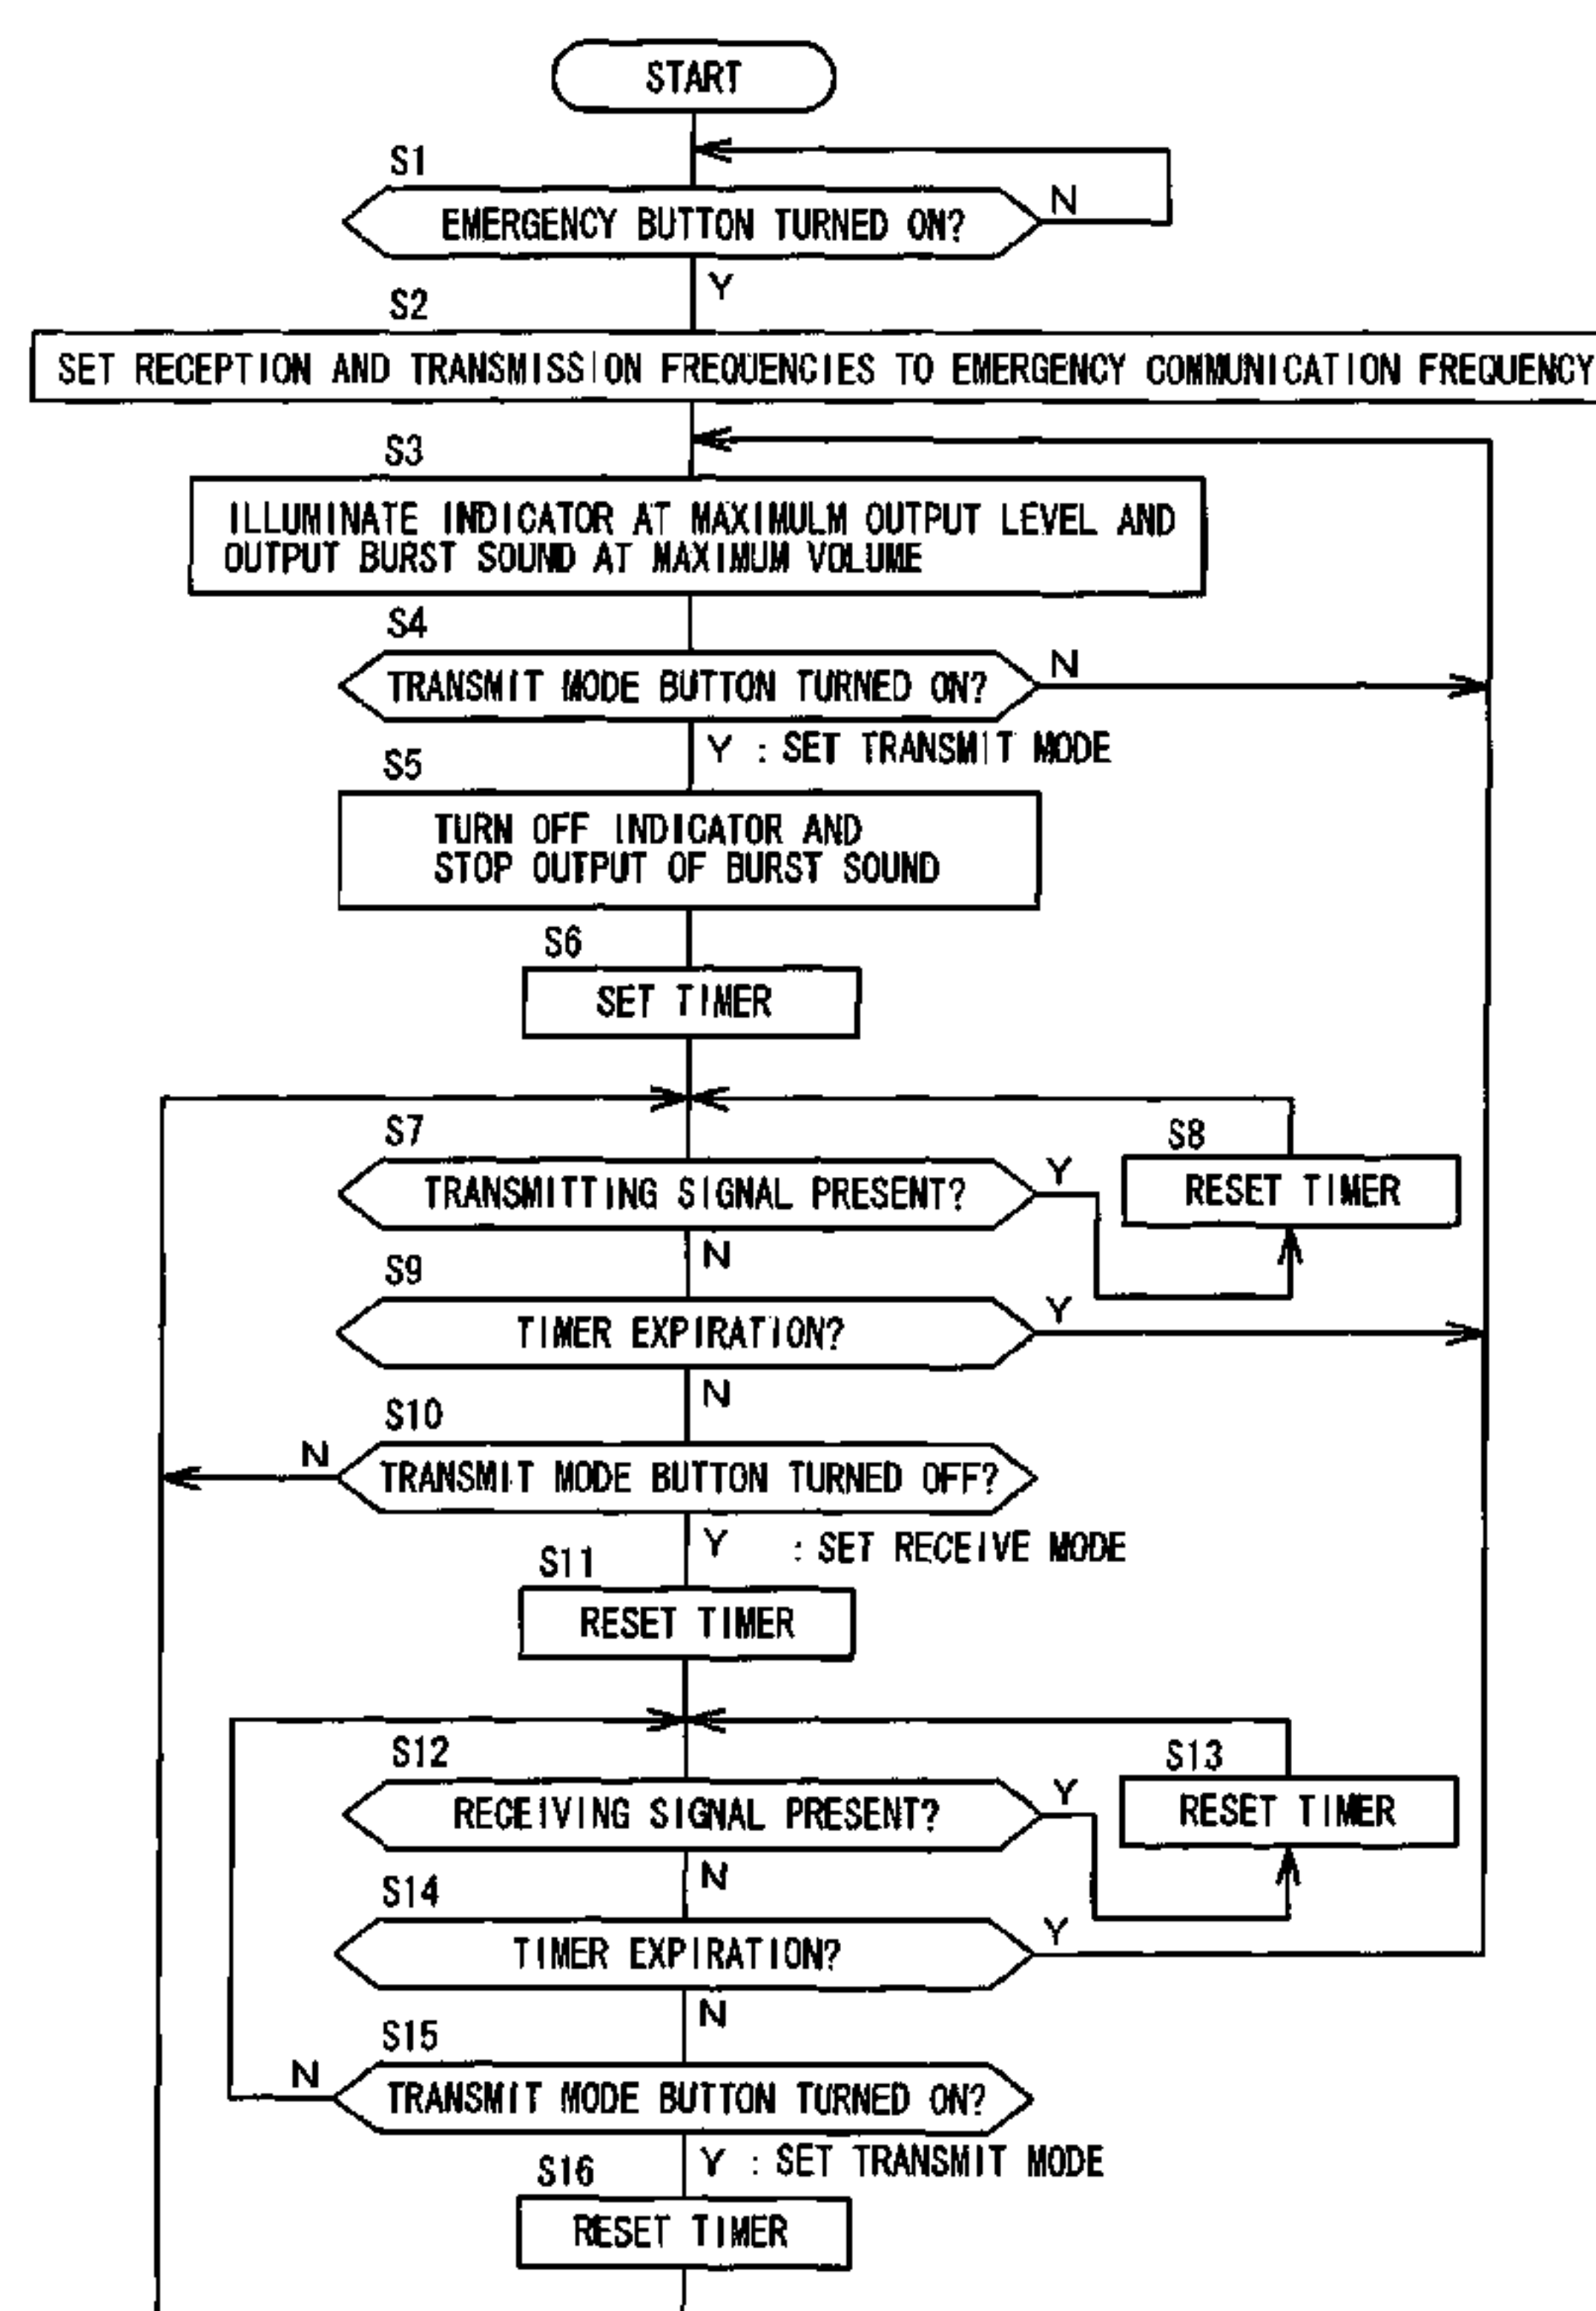 START
S1
EMERGENCY BUTTON TURNED ON?
N
Y
S2
SET RECEPTION AND TRANSMISSION FREQUENCIES TO EMERGENCY COMMUNICATION FREQUENCY
S3
ILLUMINATE INDICATOR AT MAXIMULM OUTPUT LEVEL AND
OUTPUT BURST SOUND AT MAXIMUM VOLUME
S4
TRANSMIT MODE BUTTON TURNED ON?
N
Y : SET TRANSMIT MODE
S5
TURN OFF INDICATOR AND
STOP OUTPUT OF BURST SOUND
S6
SET TIMER
S7
TRANSMITTING SIGNAL PRESENT?
Y
S8
RESET TIMER
N
S9
TIMER EXPIRATION?
Y
N
S10
N
TRANSMIT MODE BUTTON TURNED OFF?
Y : SET RECEIVE MODE
S11
RESET TIMER
S12
RECEIVING SIGNAL PRESENT?
Y
S13
RESET TIMER
N
S14
TIMER EXPIRATION?
Y
N
S15
N
TRANSMIT MODE BUTTON TURNED ON?
Y : SET TRANSMIT MODE
S16
RESET TIMER